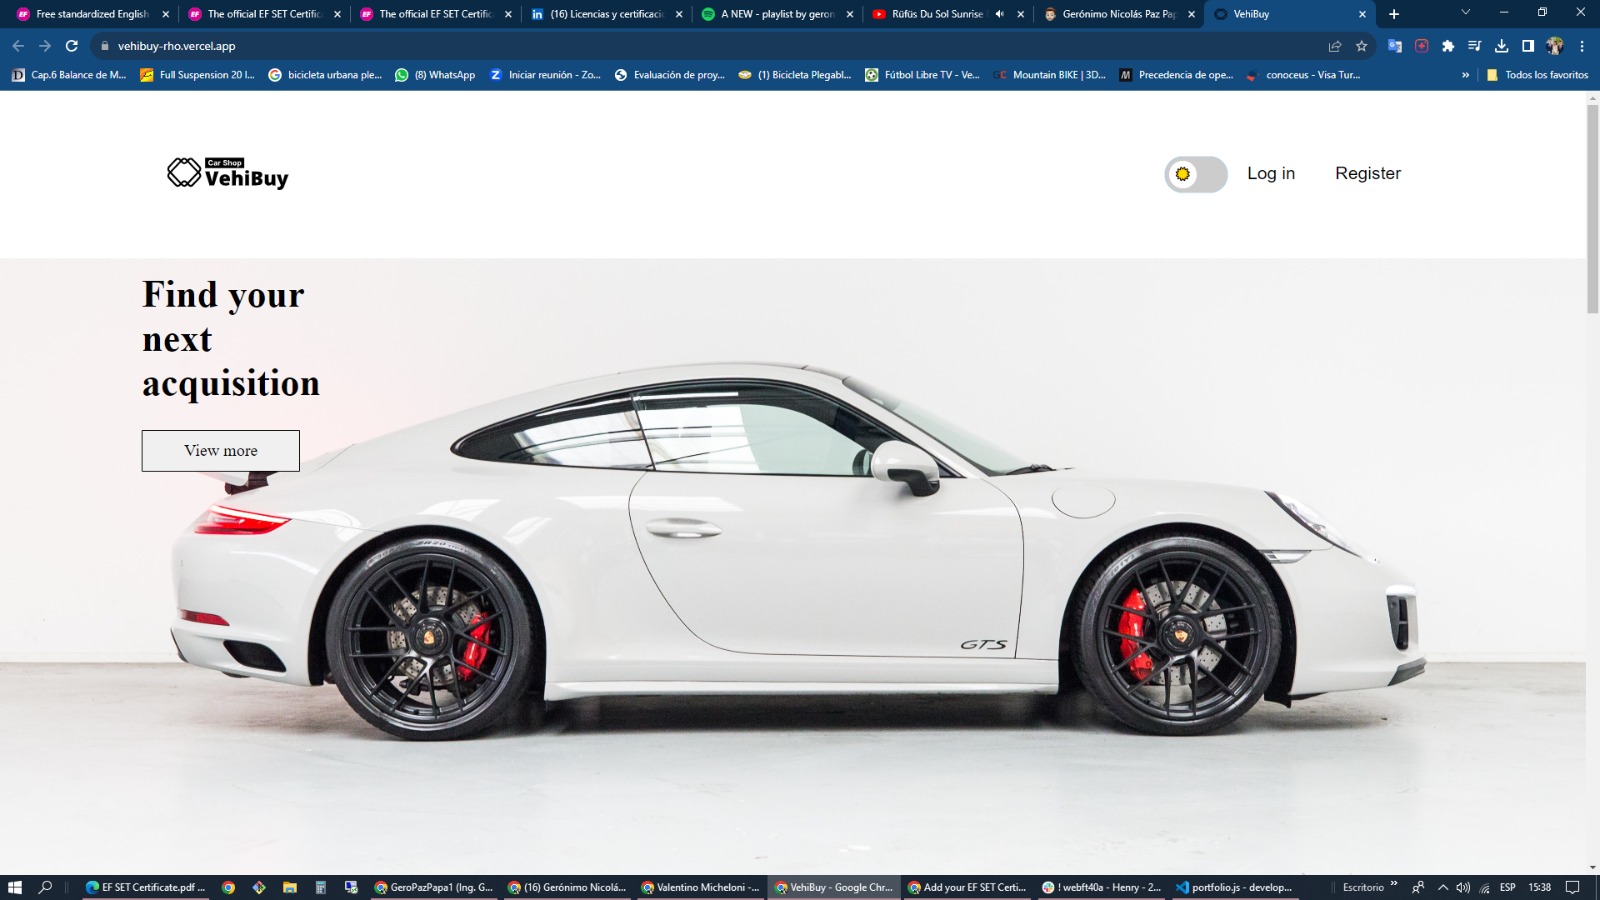 Free standardized English
The official EF SET Certific
The official EF SET Certific
(16) Licencias y certificaci
A NEW - playlist by geron
Rüfüs Du Sol Sunrise
Gerónimo Nicolás Paz Pap
VehiBuy
vehibuy-rho.vercel.app
Cap.6 Balance de M...
Full Suspension 20 I...
bicicleta urbana ple...
(8) WhatsApp
Iniciar reunión - Zo...
Evaluación de proy...
(1) Bicicleta Plegabl...
Fútbol Libre TV - Ve...
Mountain BIKE | 3D...
Precedencia de ope...
conoceus - Visa Tur...
»
Todos los favoritos
Car Shop
VehiBuy
Log in
Register
Find your
next
acquisition
View more
GTS
EF SET Certificate.pdf ...
GeroPazPapa1 (Ing. G...
(16) Gerónimo Nicolá...
Valentino Micheloni -...
VehiBuy - Google Chr...
Add your EF SET Certi...
! webft40a - Henry - 2...
portfolio.js - develop...
Escritorio
»
ESP
15:38